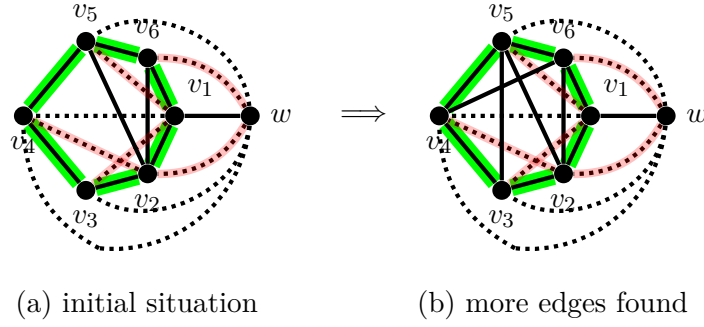 v5 v6 v1 w v4 v3 v2
⟹
v5 v6 v1 w v4 v3 v2
(a) initial situation
(b) more edges found